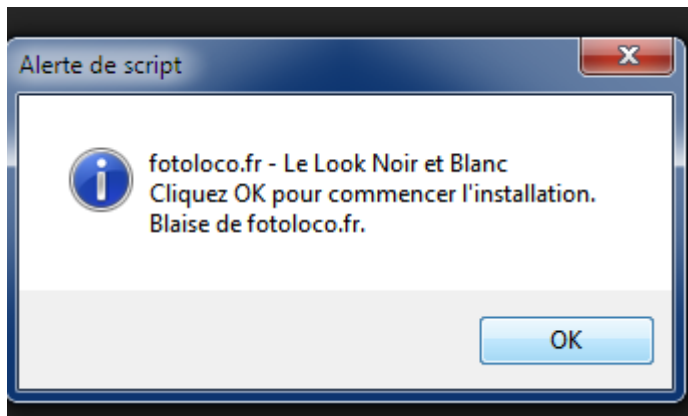 Alerte de script
fotoloco.fr - Le Look Noir et Blanc
Cliquez OK pour commencer l'installation.
Blaise de fotoloco.fr.
OK